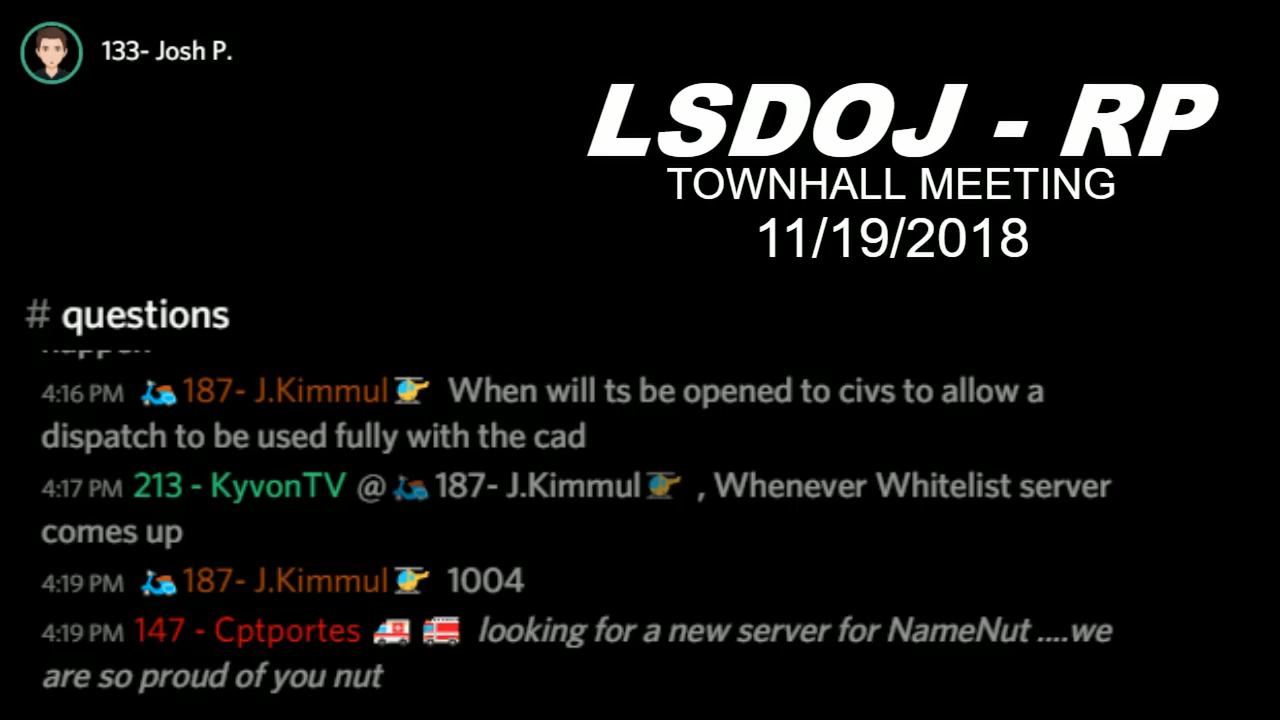 133- Josh P.
LSDOJ - RP
TOWNHALL MEETING
11/19/2018
# questions
4:16 PM 187- J.Kimmul When will ts be opened to civs to allow a
dispatch to be used fully with the cad
4:17 PM 213 - KyvonTV @ 187- J.Kimmul , Whenever Whitelist server
comes up
4:19 PM 187- J.Kimmul 1004
4:19 PM 147 - Cptportes looking for a new server for NameNut ....we
are so proud of you nut